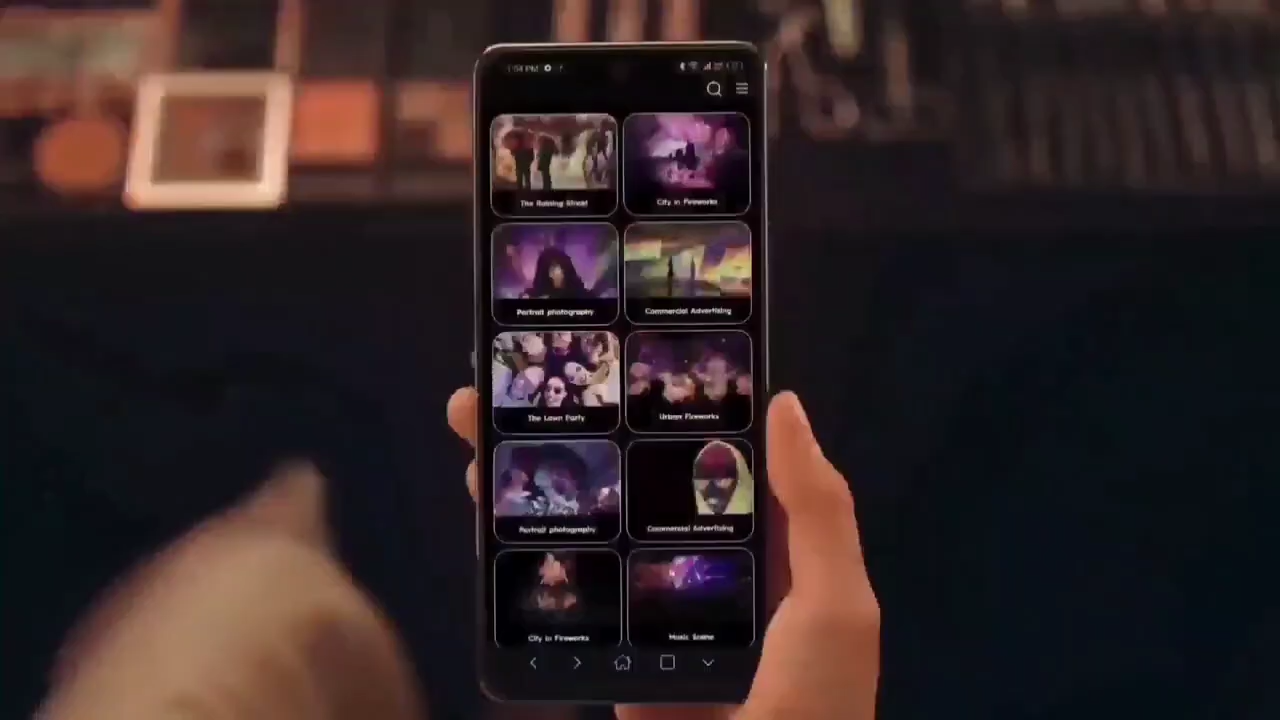 The Raising Street
City in Fireworks
Portrait photography
Commercial Advertising
The Lawn Party
Urban Fireworks
Portrait photography
Commercial Advertising
City in Fireworks
Music Scene